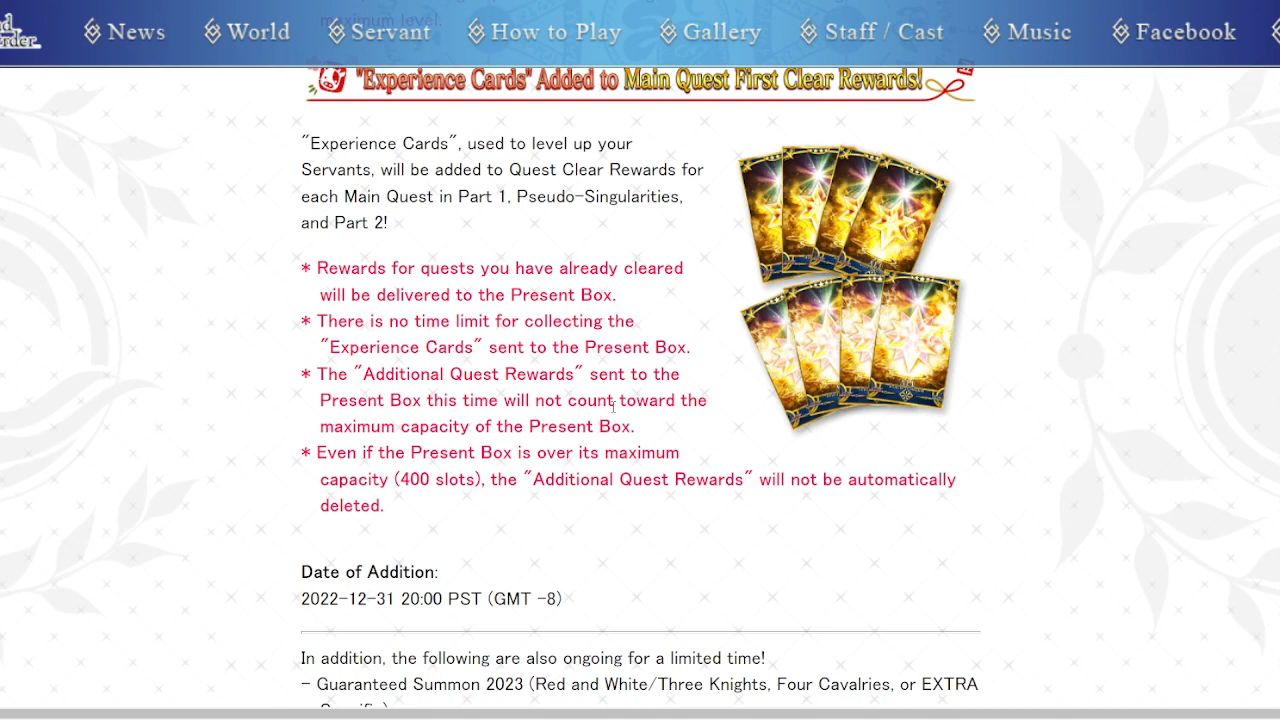 maximum level.
News
World
Servant
How to Play
Gallery
Staff / Cast
Music
Facebook
"Experience Cards" Added to Main Quest First Clear Rewards!
"Experience Cards", used to level up your
Servants, will be added to Quest Clear Rewards for
each Main Quest in Part 1, Pseudo-Singularities,
and Part 2!
* Rewards for quests you have already cleared
will be delivered to the Present Box.
* There is no time limit for collecting the
"Experience Cards" sent to the Present Box.
* The "Additional Quest Rewards" sent to the
Present Box this time will not count toward the
maximum capacity of the Present Box.
* Even if the Present Box is over its maximum
capacity (400 slots), the "Additional Quest Rewards" will not be automatically
deleted.
Date of Addition:
2022-12-31 20:00 PST (GMT -8)
In addition, the following are also ongoing for a limited time!
- Guaranteed Summon 2023 (Red and White/Three Knights, Four Cavalries, or EXTRA